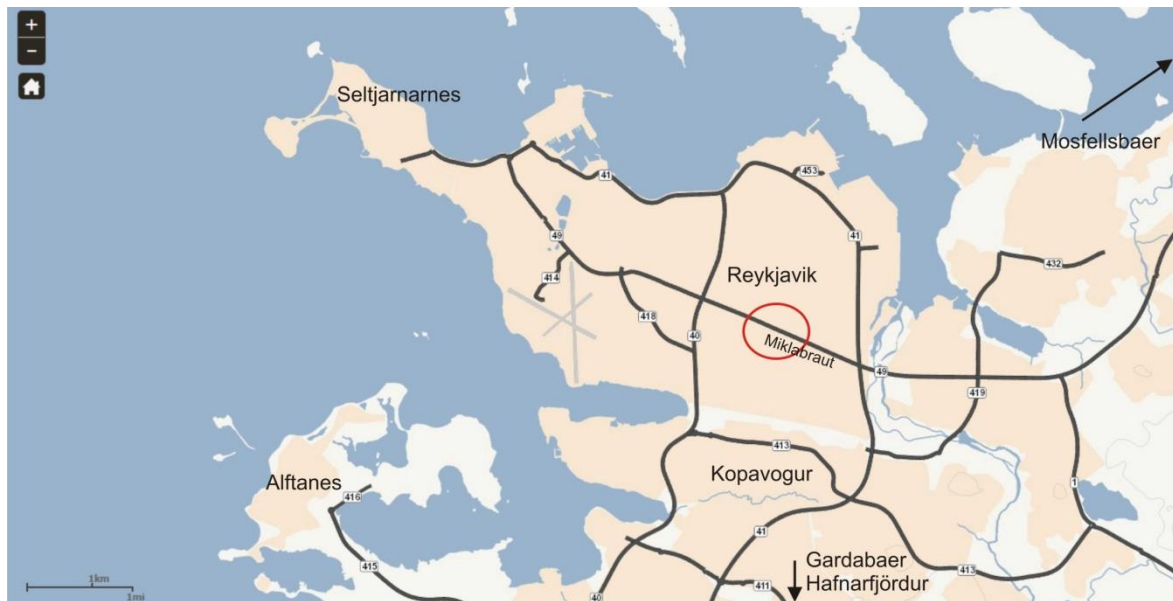 +
−
Seltjarnarnes
Mosfellsbaer
41
453
49
41
414
Reykjavik
432
418
40
Miklabraut
49
419
413
Alftanes
416
Kopavogur
1
41
415
Gardabaer
Hafnarfjördur
413
411
40
1km
1mi